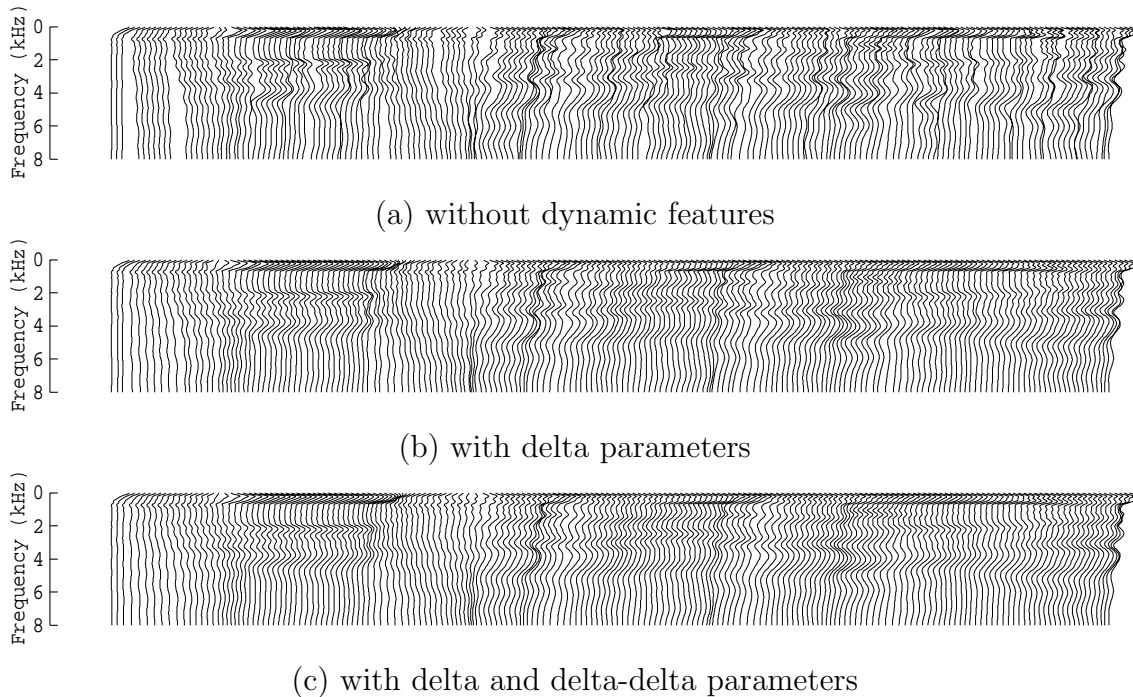 Frequency (kHz)
0
2
4
6
8
(a) without dynamic features
Frequency (kHz)
0
2
4
6
8
(b) with delta parameters
Frequency (kHz)
0
2
4
6
8
(c) with delta and delta-delta parameters